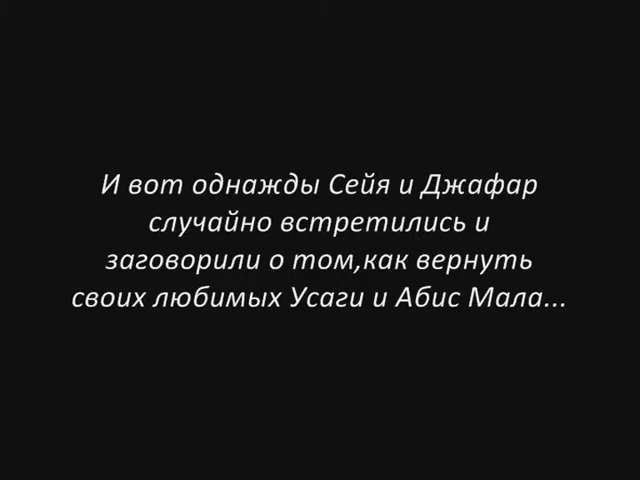 И вот однажды Сейя и Джафар
случайно встретились и
заговорили о том,как вернуть
своих любимых Усаги и Абис Мала...